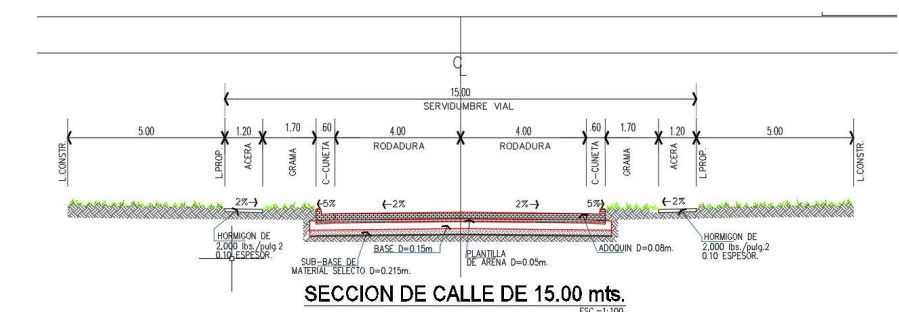 C
L
15.00
SERVIDUMBRE VIAL
5.00 1.20 1.70 .60 4.00 4.00 .60 1.70 1.20 5.00
RODADURA RODADURA
L.CONSTR. L.PROP. ACERA GRAMA C-CUNETA C-CUNETA GRAMA ACERA L.PROP. L.CONSTR.
2% 5% 2% 2% 5% 2%
HORMIGON DE
2,000 lbs./pulg.2
0.10 ESPESOR.
SUB-BASE DE
MATERIAL SELECTO D=0.215m.
BASE D=0.15m.
PLANTILLA
DE ARENA D=0.05m.
ADOQUIN D=0.08m.
HORMIGON DE
2,000 lbs./pulg.2
0.10 ESPESOR.
SECCION DE CALLE DE 15.00 mts.
ESC.=1:100